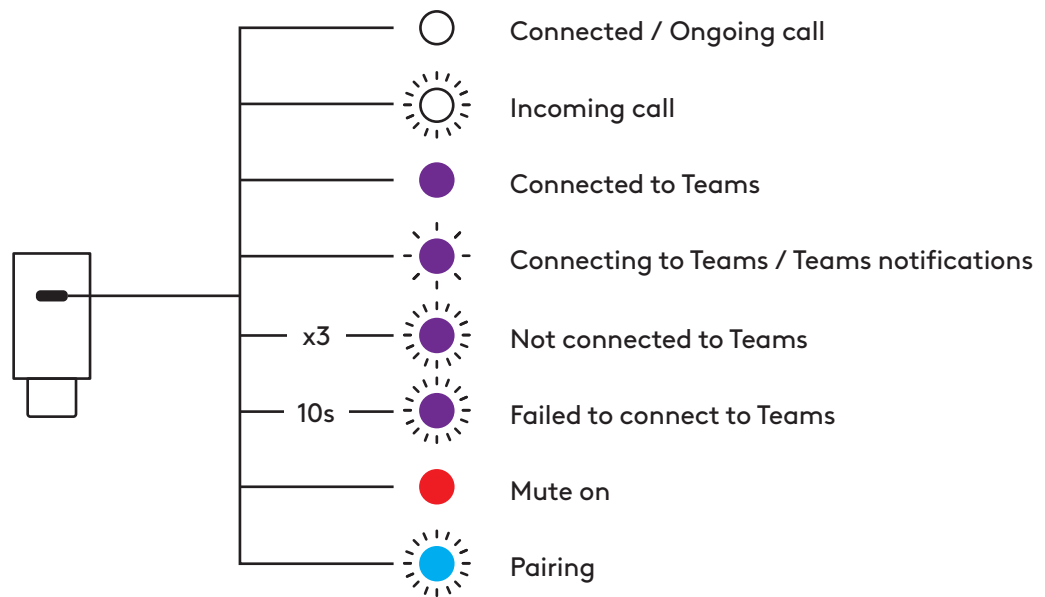 Connected / Ongoing call
Incoming call
Connected to Teams
Connecting to Teams / Teams notifications
x3 Not connected to Teams
10s Failed to connect to Teams
Mute on
Pairing